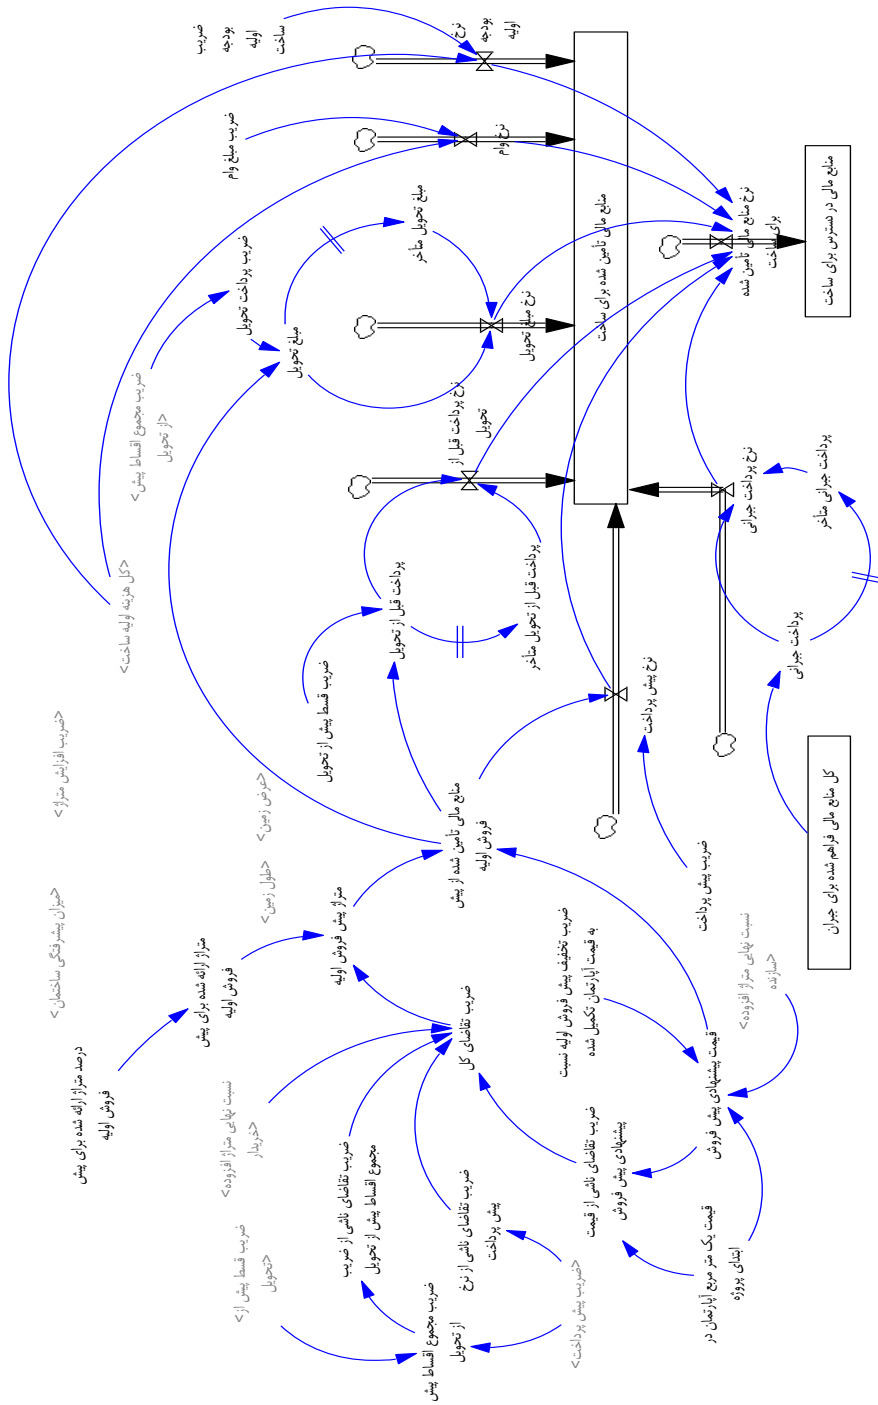 ضریب
بودجه
اولیه
ساخت
نرخ
بودجه
اولیه
ضریب مبلغ وام
نرخ وام
مبلغ تحویل متأخر
ضریب پرداخت تحویل
مبلغ تحویل
نرخ مبلغ تحویل
منابع مالی تأمین شده برای ساخت
نرخ منابع مالی تامین شده
برای ساخت
منابع مالی در دسترس برای ساخت
<ضریب مجموع اقساط پیش
از تحویل>
نرخ پرداخت قبل از
تحویل
<کل هزینه اولیه ساخت>
پرداخت قبل از تحویل
پرداخت قبل از تحویل متأخر
ضریب قسط پیش از تحویل
نرخ پیش پرداخت
نرخ پرداخت جبرانی
پرداخت جبرانی متأخر
پرداخت جبرانی
کل منابع مالی فراهم شده برای جبران
<ضریب افزایش متراژ>
<عرض زمین>
<طول زمین>
<میزان پیشرفتگی ساختمان>
منابع مالی تأمین شده از پیش
فروش اولیه
متراژ پیش فروش اولیه
متراژ ارائه شده برای پیش
فروش اولیه
درصد متراژ ارائه شده برای پیش
فروش اولیه
ضریب پیش پرداخت
ضریب تخفیف پیش فروش اولیه نسبت
به قیمت آپارتمان تکمیل شده
<نسبت نهایی متراژ افزوده
سازنده>
ضریب تقاضای کل
<نسبت نهایی متراژ افزوده
خریدار>
قیمت پیشنهادی پیش فروش
ضریب تقاضای ناشی از قیمت
پیشنهادی پیش فروش
ضریب تقاضای ناشی از ضریب
مجموع اقساط پیش از تحویل
ضریب تقاضای ناشی از نرخ
پیش پرداخت
<ضریب قسط پیش از
تحویل>
ضریب مجموع اقساط پیش
از تحویل
<ضریب پیش پرداخت>
قیمت یک متر مربع آپارتمان در
ابتدای پروژه